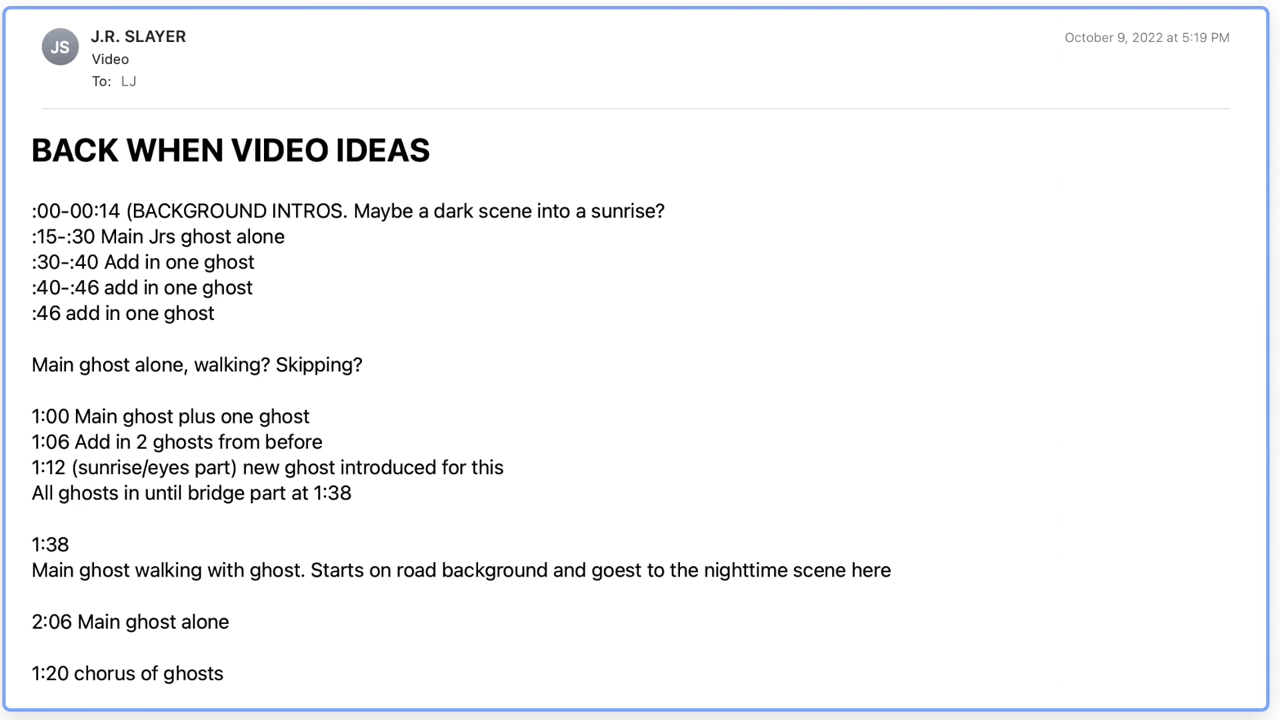 JS
J.R. SLAYER
October 9, 2022 at 5:19 PM
Video
To: LJ
BACK WHEN VIDEO IDEAS
:00-00:14 (BACKGROUND INTROS. Maybe a dark scene into a sunrise?
:15-:30 Main Jrs ghost alone
:30-:40 Add in one ghost
:40-:46 add in one ghost
:46 add in one ghost
Main ghost alone, walking? Skipping?
1:00 Main ghost plus one ghost
1:06 Add in 2 ghosts from before
1:12 (sunrise/eyes part) new ghost introduced for this
All ghosts in until bridge part at 1:38
1:38
Main ghost walking with ghost. Starts on road background and goest to the nighttime scene here
2:06 Main ghost alone
1:20 chorus of ghosts